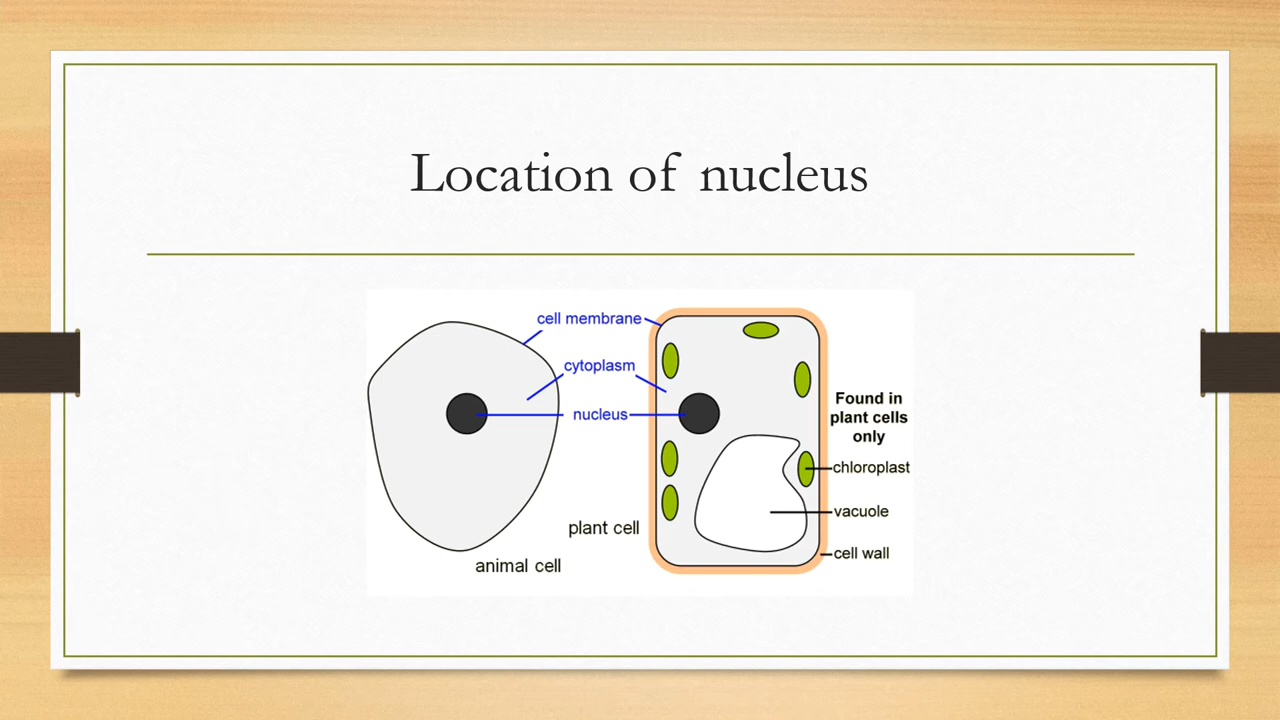 Location of nucleus
cell membrane
cytoplasm
nucleus
Found in
plant cells
only
chloroplast
vacuole
cell wall
plant cell
animal cell